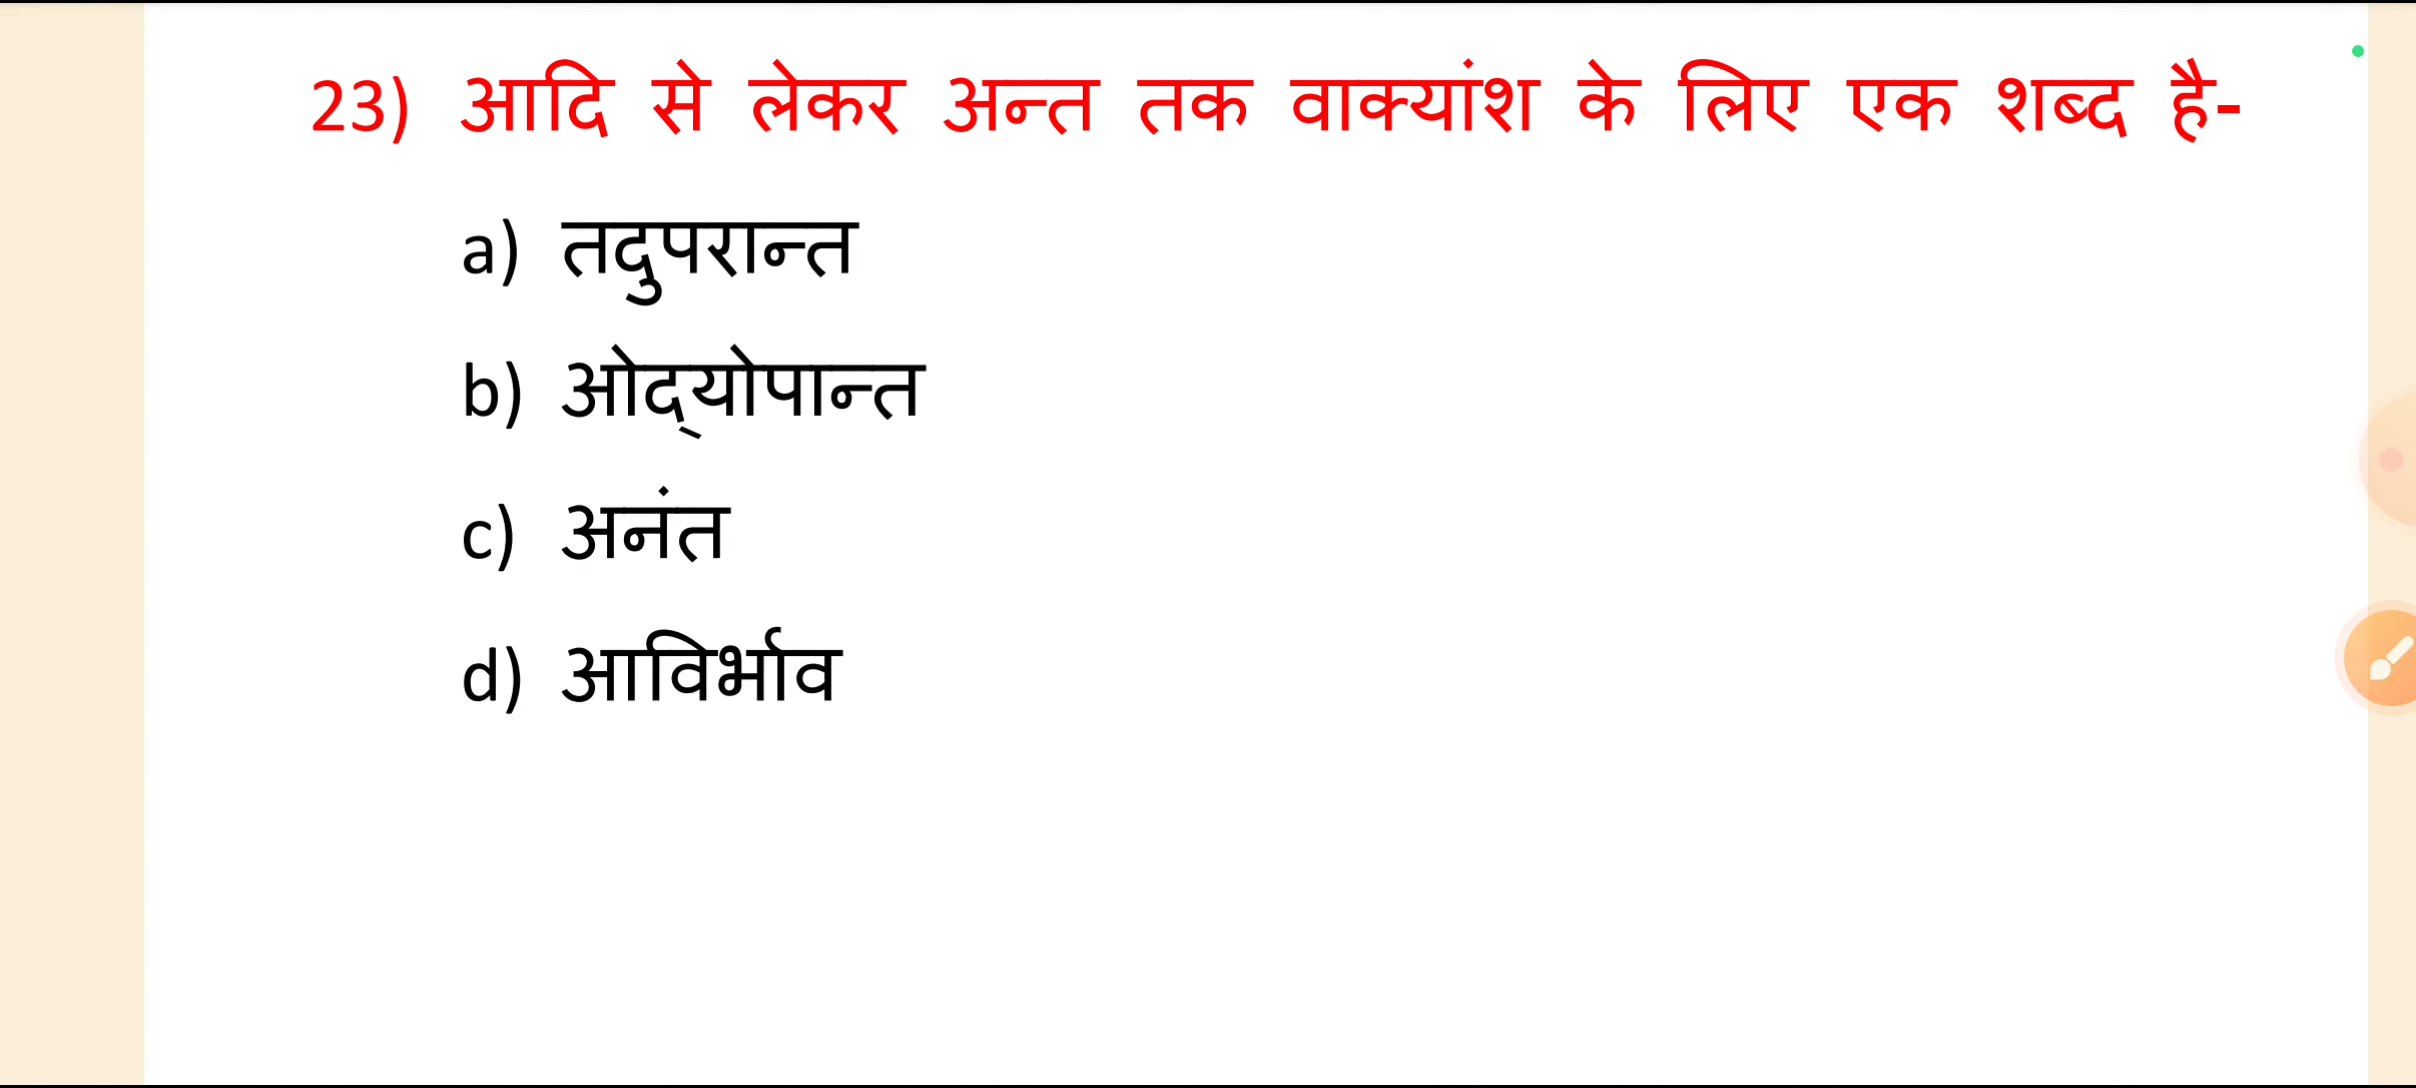 23) आदि से लेकर अन्त तक वाक्यांश के लिए एक शब्द है-
a) तदुपरान्त
b) ओद्‌योपान्त
c) अनंत
d) आविर्भाव